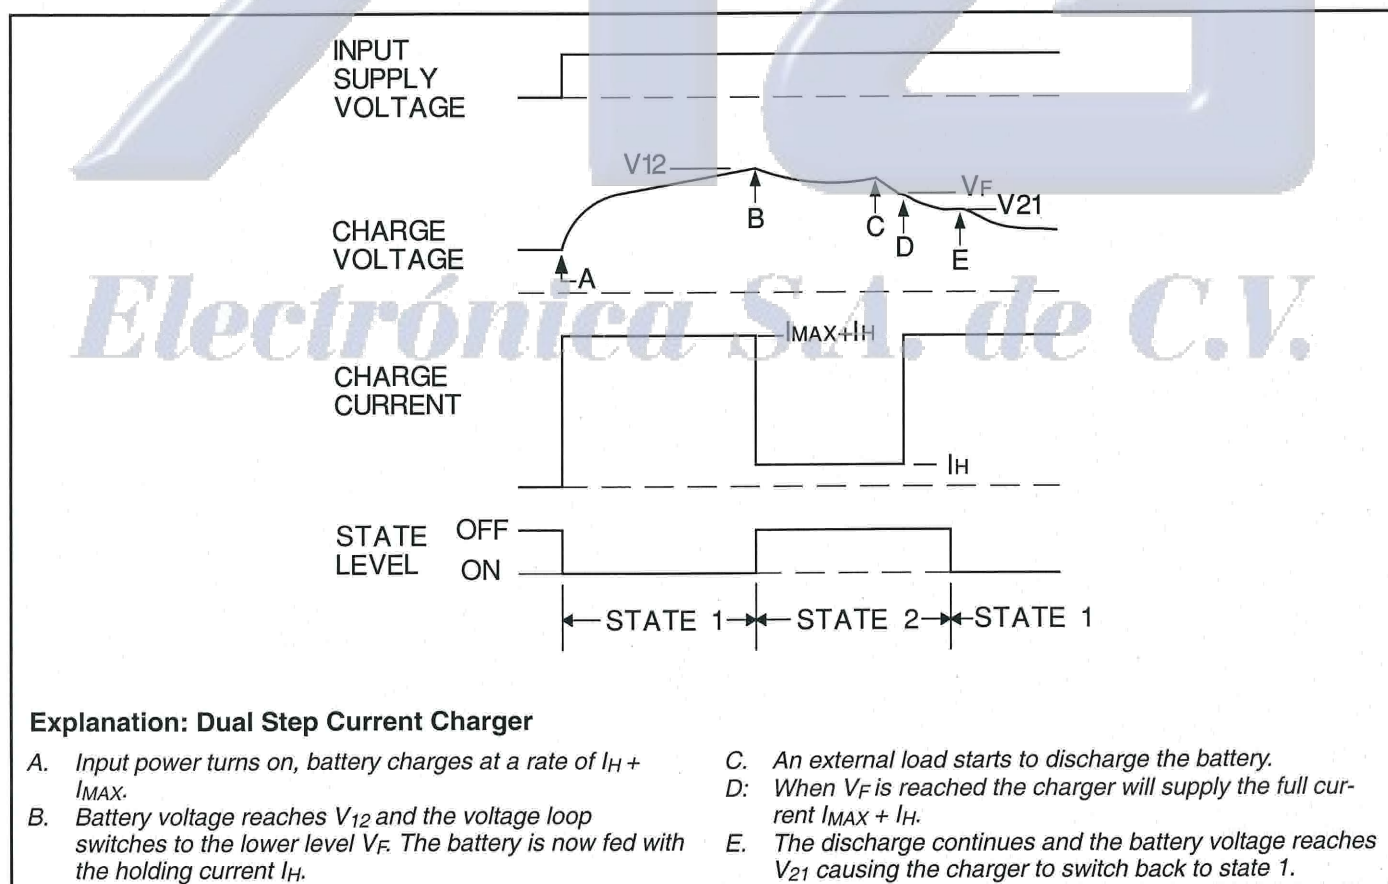 INPUT
SUPPLY
VOLTAGE
V12
VF
V21
B
C
D
E
CHARGE
VOLTAGE
A
Electrónica S.A. de C.V.
IMAX+IH
CHARGE
CURRENT
IH
STATE
LEVEL
OFF
ON
STATE 1
STATE 2
STATE 1
Explanation: Dual Step Current Charger
A. Input power turns on, battery charges at a rate of IH +
IMAX.
B. Battery voltage reaches V12 and the voltage loop
switches to the lower level VF. The battery is now fed with
the holding current IH.
C. An external load starts to discharge the battery.
D: When VF is reached the charger will supply the full cur-
rent IMAX + IH.
E. The discharge continues and the battery voltage reaches
V21 causing the charger to switch back to state 1.